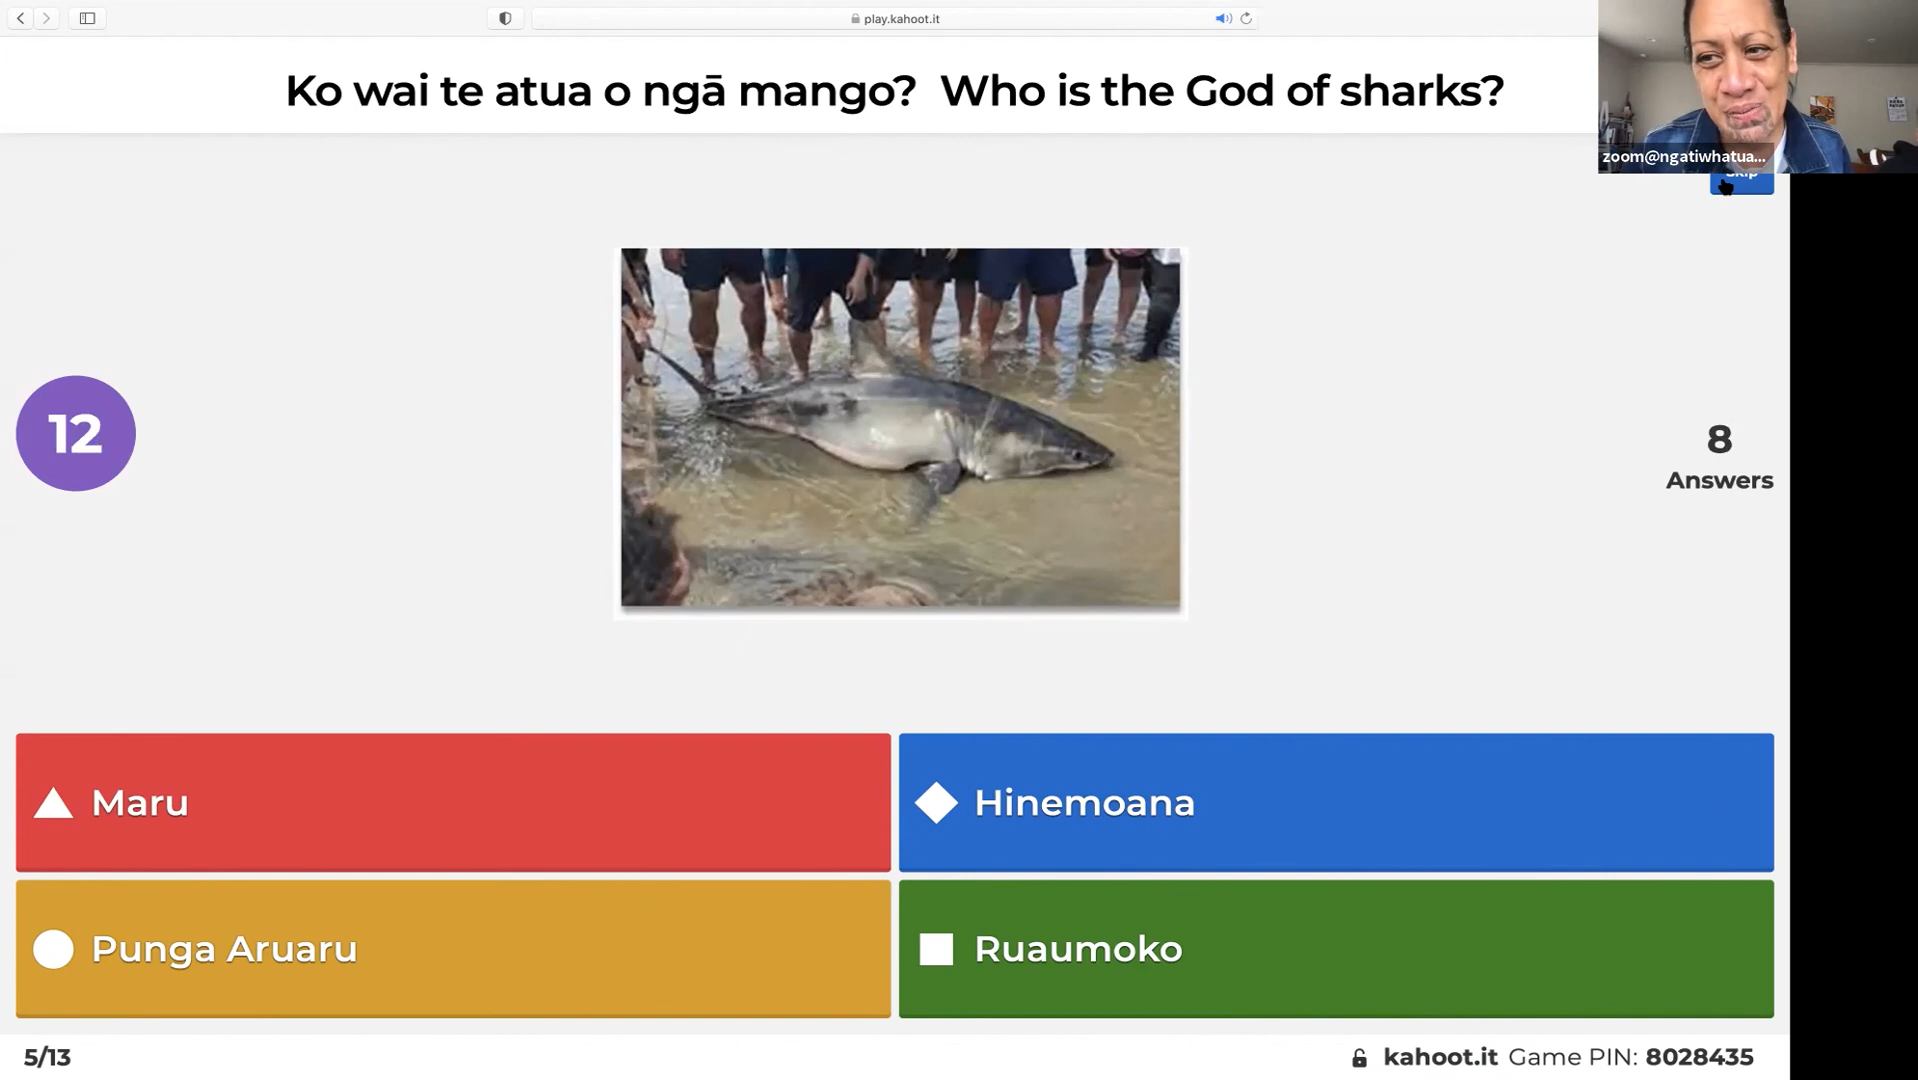 play.kahoot.it
Ko wai te atua o ngā mango?  Who is the God of sharks?
zoom@ngatiwhatua...
Skip
12
8
Answers
Maru
Hinemoana
Punga Aruaru
Ruaumoko
5/13
kahoot.it Game PIN: 8028435